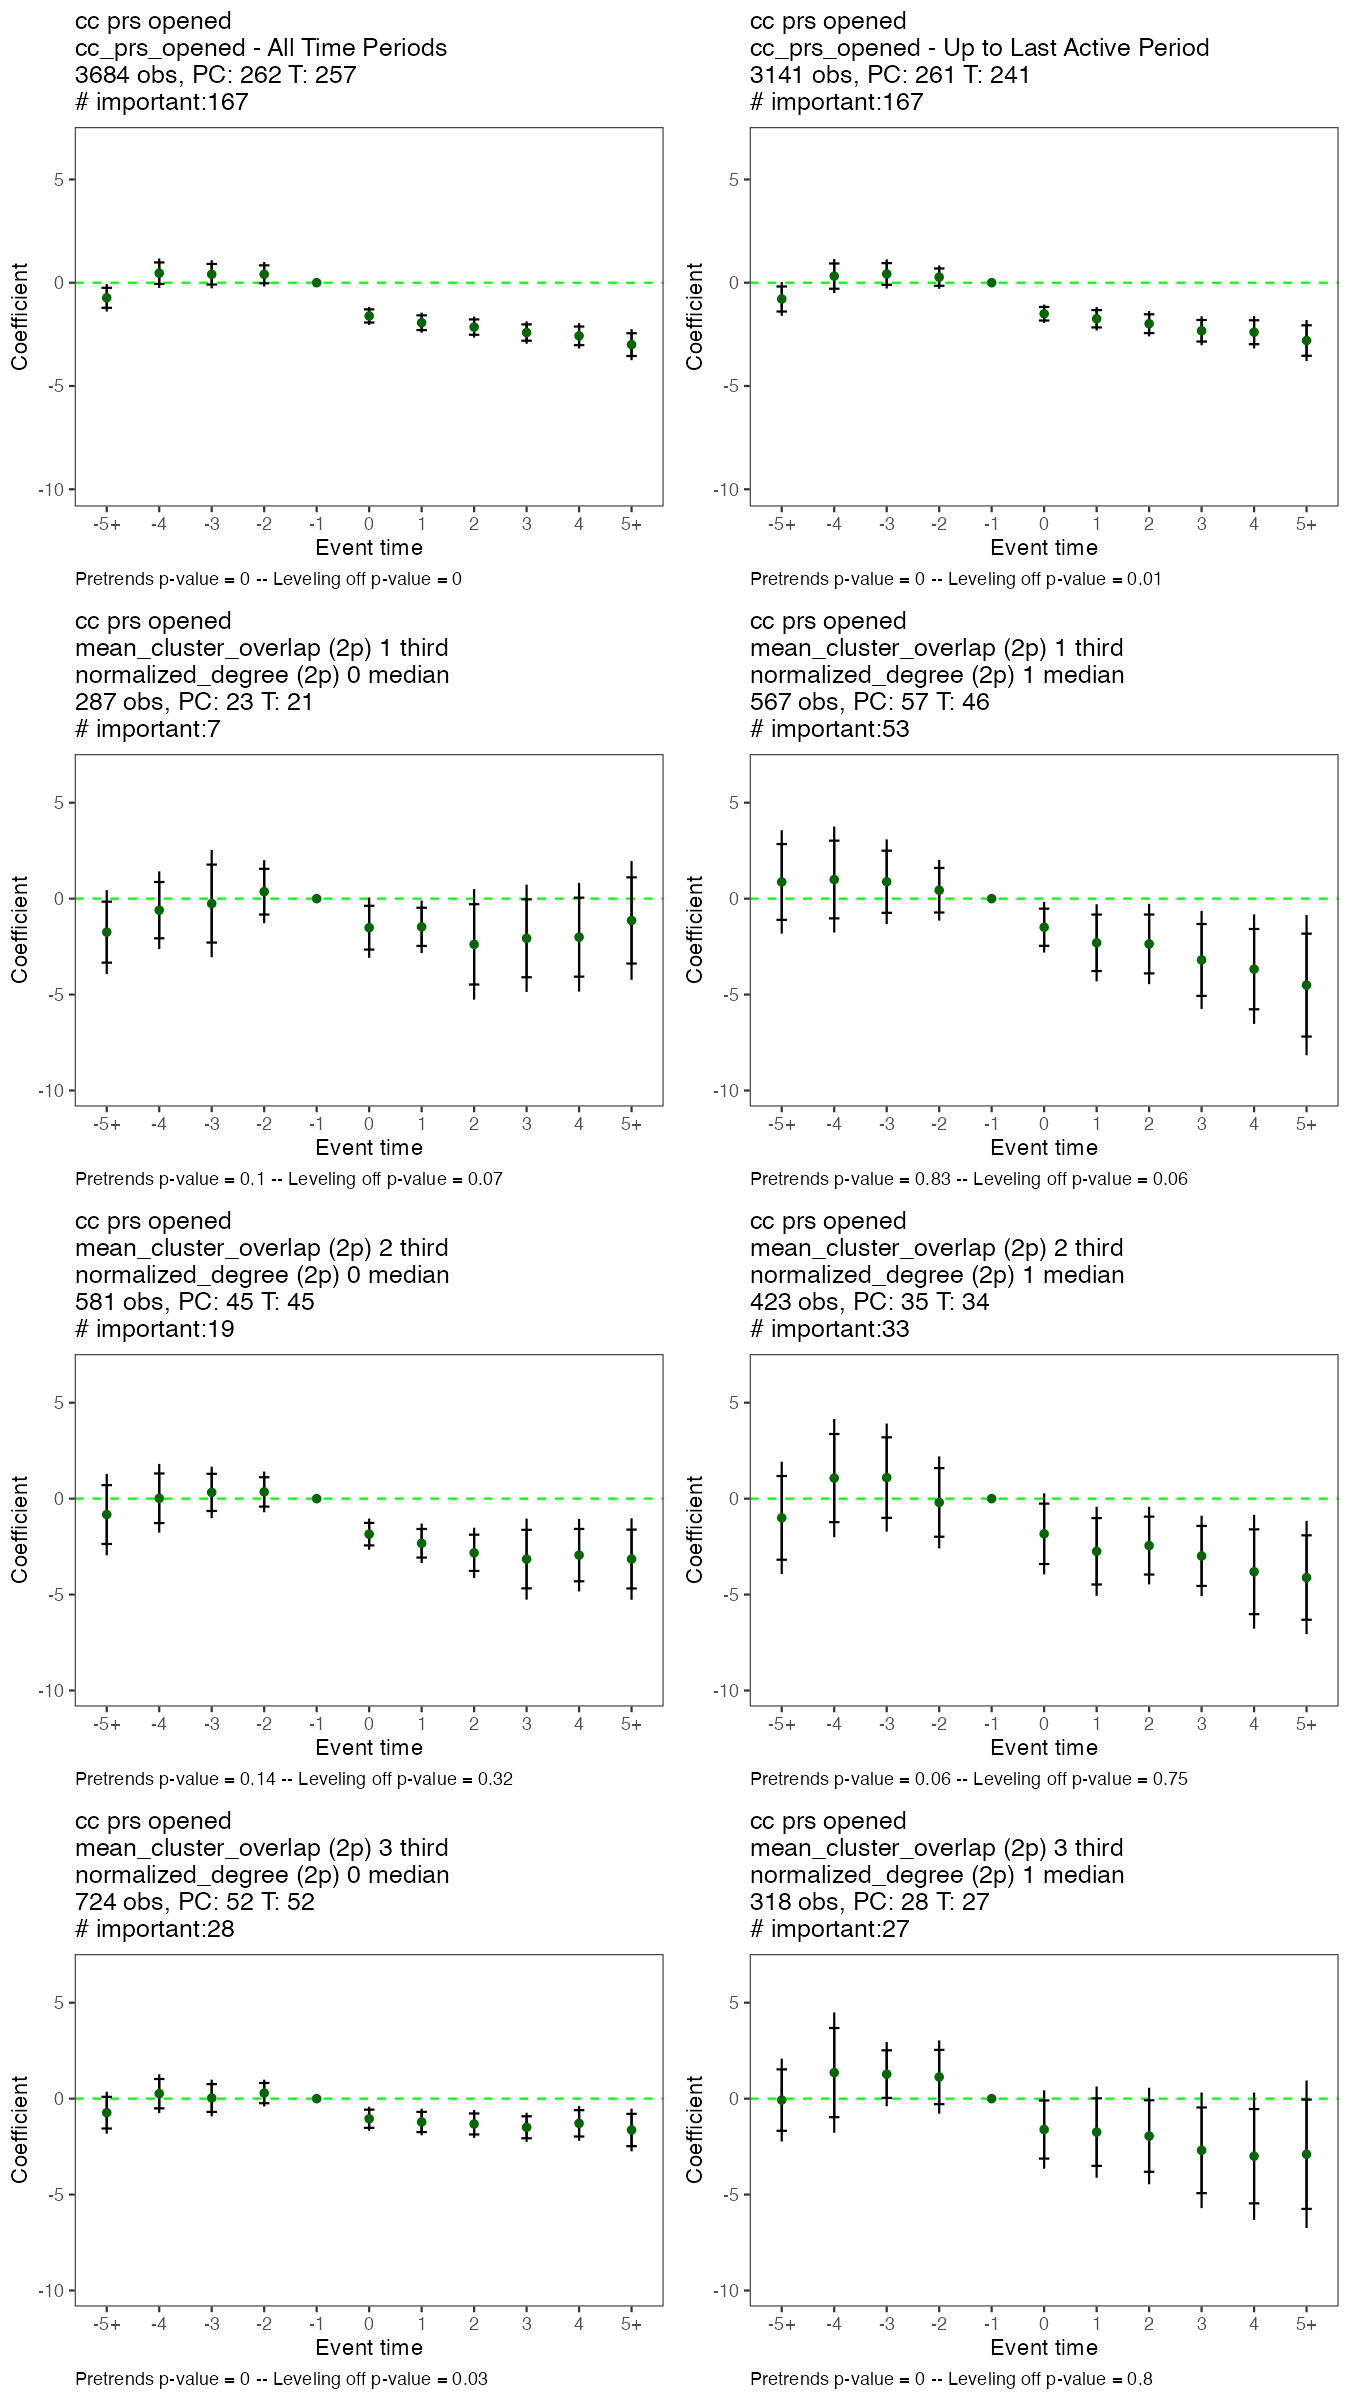 cc prs opened
cc_prs_opened - All Time Periods
3684 obs, PC: 262 T: 257
# important:167
5
0
-5
-10
Coefficient
-5+ -4 -3 -2 -1 0 1 2 3 4 5+
Event time
Pretrends p-value = 0 -- Leveling off p-value = 0
cc prs opened
cc_prs_opened - Up to Last Active Period
3141 obs, PC: 261 T: 241
# important:167
5
0
-5
-10
Coefficient
-5+ -4 -3 -2 -1 0 1 2 3 4 5+
Event time
Pretrends p-value = 0 -- Leveling off p-value = 0.01
cc prs opened
mean_cluster_overlap (2p) 1 third
normalized_degree (2p) 0 median
287 obs, PC: 23 T: 21
# important:7
5
0
-5
-10
Coefficient
-5+ -4 -3 -2 -1 0 1 2 3 4 5+
Event time
Pretrends p-value = 0.1 -- Leveling off p-value = 0.07
cc prs opened
mean_cluster_overlap (2p) 1 third
normalized_degree (2p) 1 median
567 obs, PC: 57 T: 46
# important:53
5
0
-5
-10
Coefficient
-5+ -4 -3 -2 -1 0 1 2 3 4 5+
Event time
Pretrends p-value = 0.83 -- Leveling off p-value = 0.06
cc prs opened
mean_cluster_overlap (2p) 2 third
normalized_degree (2p) 0 median
581 obs, PC: 45 T: 45
# important:19
5
0
-5
-10
Coefficient
-5+ -4 -3 -2 -1 0 1 2 3 4 5+
Event time
Pretrends p-value = 0.14 -- Leveling off p-value = 0.32
cc prs opened
mean_cluster_overlap (2p) 2 third
normalized_degree (2p) 1 median
423 obs, PC: 35 T: 34
# important:33
5
0
-5
-10
Coefficient
-5+ -4 -3 -2 -1 0 1 2 3 4 5+
Event time
Pretrends p-value = 0.06 -- Leveling off p-value = 0.75
cc prs opened
mean_cluster_overlap (2p) 3 third
normalized_degree (2p) 0 median
724 obs, PC: 52 T: 52
# important:28
5
0
-5
-10
Coefficient
-5+ -4 -3 -2 -1 0 1 2 3 4 5+
Event time
Pretrends p-value = 0 -- Leveling off p-value = 0.03
cc prs opened
mean_cluster_overlap (2p) 3 third
normalized_degree (2p) 1 median
318 obs, PC: 28 T: 27
# important:27
5
0
-5
-10
Coefficient
-5+ -4 -3 -2 -1 0 1 2 3 4 5+
Event time
Pretrends p-value = 0 -- Leveling off p-value = 0.8